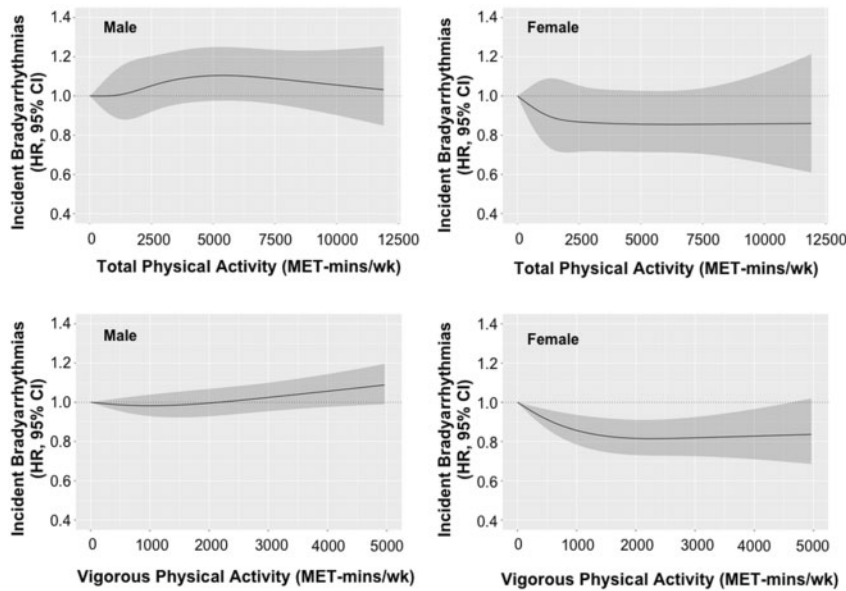 Incident Bradyarrhythmias
(HR, 95% CI)
1.4
1.2
1.0
0.8
0.6
0.4
Male
0 2500 5000 7500 10000 12500
Total Physical Activity (MET-mins/wk)
Incident Bradyarrhythmias
(HR, 95% CI)
1.4
1.2
1.0
0.8
0.6
0.4
Female
0 2500 5000 7500 10000 12500
Total Physical Activity (MET-mins/wk)
Incident Bradyarrhythmias
(HR, 95% CI)
1.4
1.2
1.0
0.8
0.6
0.4
Male
0 1000 2000 3000 4000 5000
Vigorous Physical Activity (MET-mins/wk)
Incident Bradyarrhythmias
(HR, 95% CI)
1.4
1.2
1.0
0.8
0.6
0.4
Female
0 1000 2000 3000 4000 5000
Vigorous Physical Activity (MET-mins/wk)